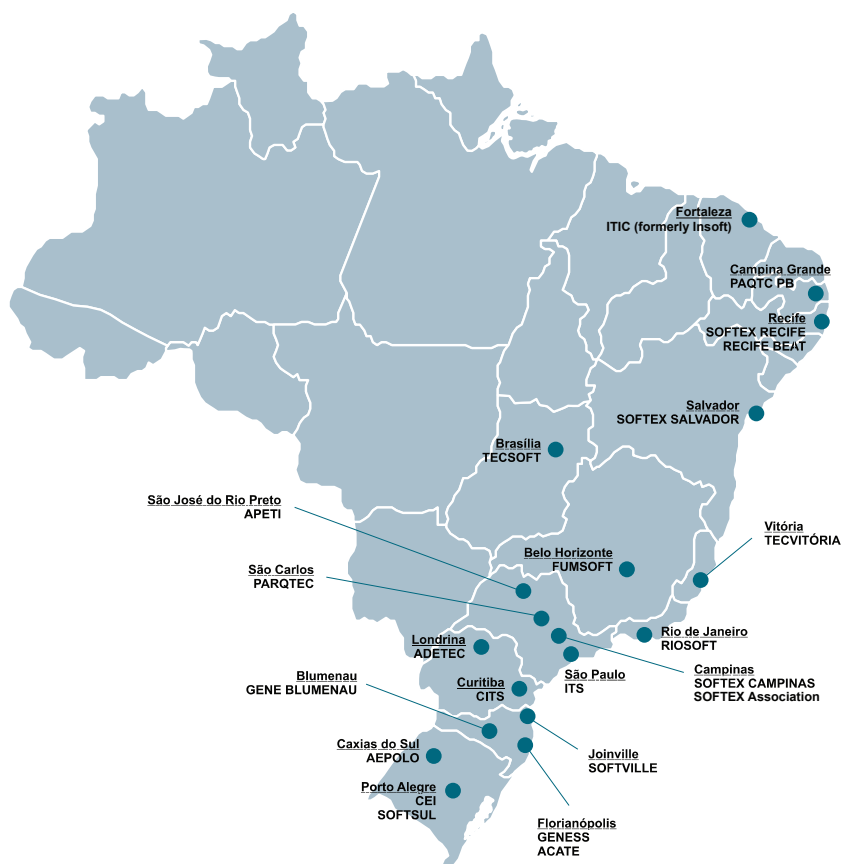 Fortaleza
ITIC (formerly Insoft)
Campina Grande
PAQTC PB
Recife
SOFTEX RECIFE
RECIFE BEAT
Salvador
SOFTEX SALVADOR
Brasília
TECSOFT
São José do Rio Preto
APETI
Vitória
TECVITÓRIA
Belo Horizonte
FUMSOFT
São Carlos
PARQTEC
Rio de Janeiro
RIOSOFT
Londrina
ADETEC
Campinas
SOFTEX CAMPINAS
SOFTEX Association
São Paulo
ITS
Blumenau
GENE BLUMENAU
Curitiba
CITS
Caxias do Sul
AEPOLO
Joinville
SOFTVILLE
Porto Alegre
CEI
SOFTSUL
Florianópolis
GENESS
ACATE